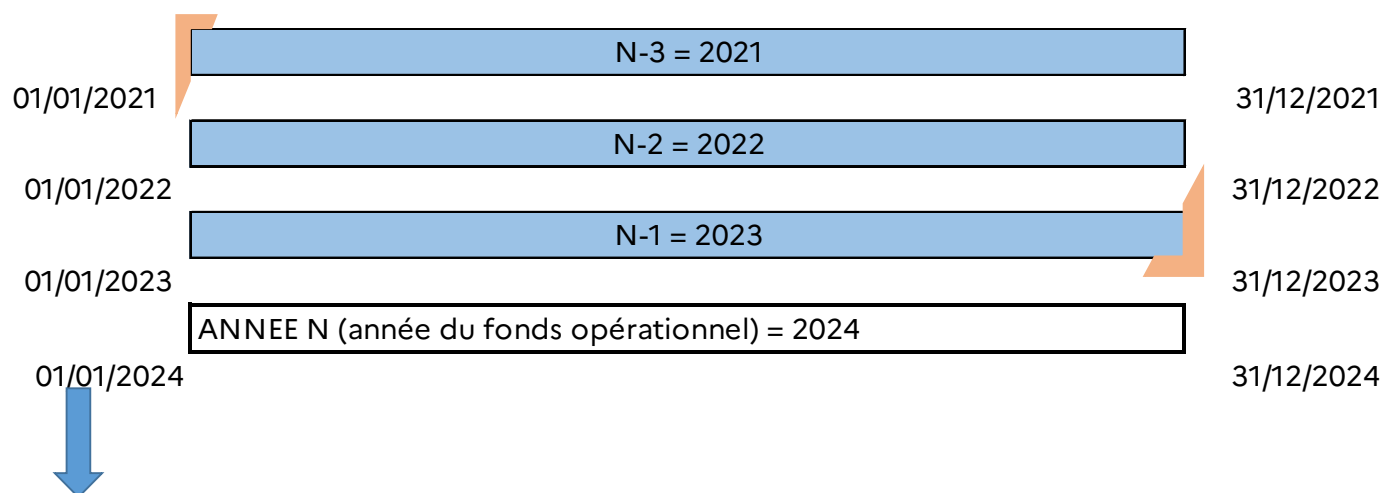 N-3 = 2021
01/01/2021 31/12/2021
N-2 = 2022
01/01/2022 31/12/2022
N-1 = 2023
01/01/2023 31/12/2023
ANNEE N (année du fonds opérationnel) = 2024
01/01/2024 31/12/2024